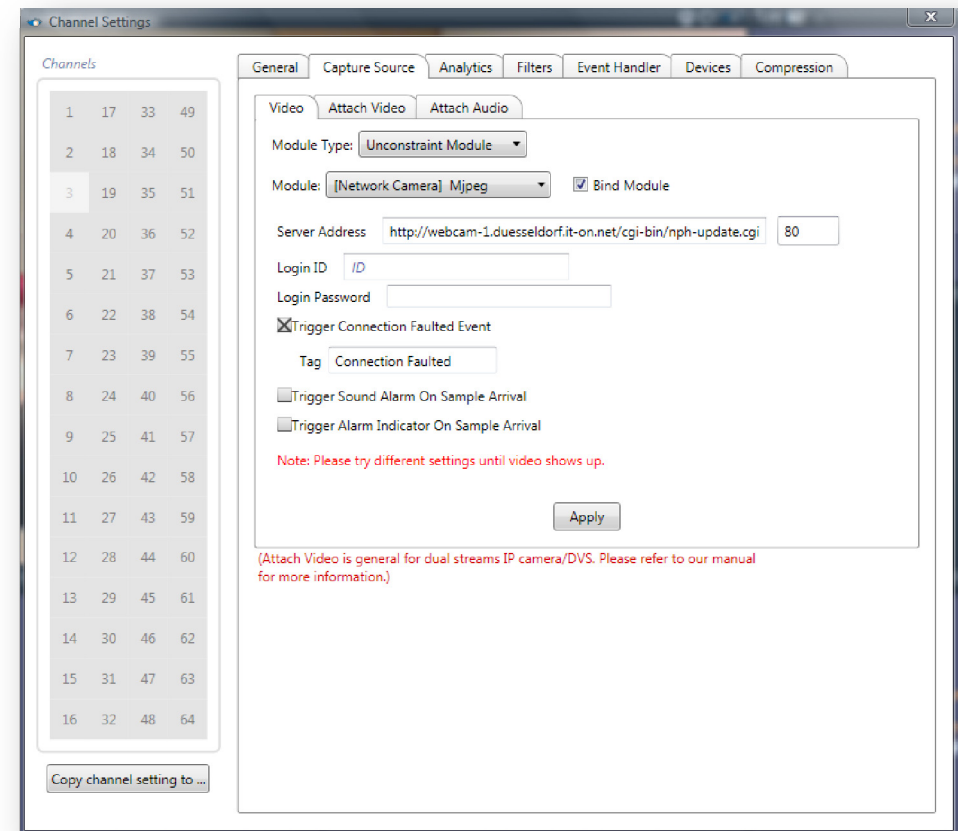 Channel Settings
X
Channels
General Capture Source Analytics Filters Event Handler Devices Compression
Video Attach Video Attach Audio
Module Type: Unconstraint Module
Module: [Network Camera] Mjpeg Bind Module
Server Address http://webcam-1.duesseldorf.it-on.net/cgi-bin/nph-update.cgi 80
Login ID ID
Login Password
Trigger Connection Faulted Event
Tag Connection Faulted
Trigger Sound Alarm On Sample Arrival
Trigger Alarm Indicator On Sample Arrival
Note: Please try different settings until video shows up.
Apply
(Attach Video is general for dual streams IP camera/DVS. Please refer to our manual
for more information.)
1 17 33 49
2 18 34 50
3 19 35 51
4 20 36 52
5 21 37 53
6 22 38 54
7 23 39 55
8 24 40 56
9 25 41 57
10 26 42 58
11 27 43 59
12 28 44 60
13 29 45 61
14 30 46 62
15 31 47 63
16 32 48 64
Copy channel setting to ...